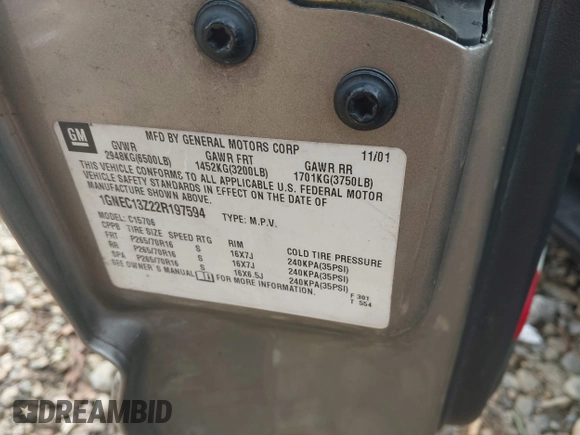 GM
MFD BY GENERAL MOTORS CORP 11/01
GVWR GAWR FRT GAWR RR
2948KG(6500LB) 1452KG(3200LB) 1701KG(3750LB)
THIS VEHICLE CONFORMS TO ALL APPLICABLE U.S. FEDERAL MOTOR
VEHICLE SAFETY STANDARDS IN EFFECT ON THE DATE OF
MANUFACTURE SHOWN ABOVE.
1GNEC13Z22R197594 TYPE: M.P.V.
MODEL: C15706
CPPB TIRE SIZE SPEED RTG RIM COLD TIRE PRESSURE
FRT P265/70R16 S 16X7J 240KPA(35PSI)
RR P265/70R16 S 16X7J 240KPA(35PSI)
SPA P265/70R16 S 16X6.5J 240KPA(35PSI)
SEE OWNER'S MANUAL FOR MORE INFORMATION.
F 301
T 554
DREAMBID